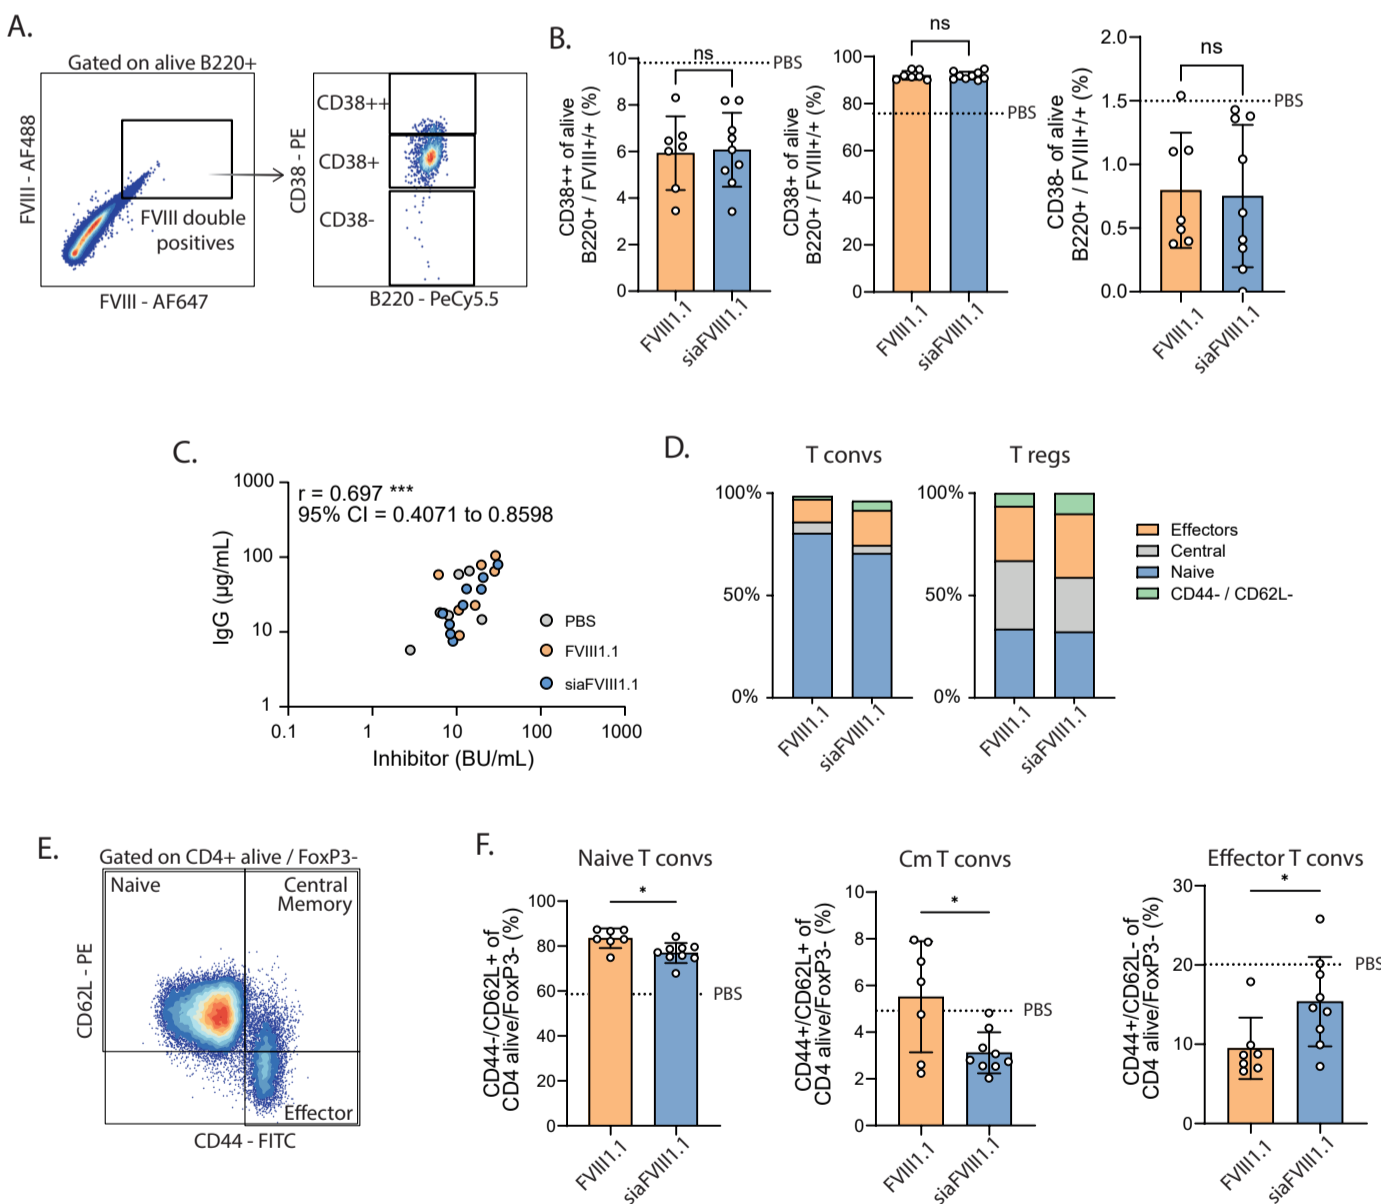 A.
Gated on alive B220+
FVIII - AF488
FVIII double
positives
FVIII - AF647
CD38 - PE
CD38++
CD38+
CD38-
B220 - PeCy5.5
B.
CD38++ of alive
B220+ / FVIII+/+ (%)
10
8
6
4
2
0
ns
PBS
FVIII1.1
siaFVIII1.1
CD38+ of alive
B220+ / FVIII+/+ (%)
100
80
60
40
20
0
ns
PBS
FVIII1.1
siaFVIII1.1
CD38- of alive
B220+ / FVIII+/+ (%)
2.0
1.5
1.0
0.5
0.0
ns
PBS
FVIII1.1
siaFVIII1.1
C.
IgG (µg/mL)
1000
100
10
1
r = 0.697 ***
95% CI = 0.4071 to 0.8598
PBS
FVIII1.1
siaFVIII1.1
0.1 1 10 100 1000
Inhibitor (BU/mL)
D.
T convs
100%
50%
0%
FVIII1.1
siaFVIII1.1
T regs
100%
50%
0%
FVIII1.1
siaFVIII1.1
Effectors
Central
Naive
CD44- / CD62L-
E.
Gated on CD4+ alive / FoxP3-
CD62L - PE
Naive
Central
Memory
Effector
CD44 - FITC
F.
Naive T convs
CD44-/CD62L+ of
CD4 alive/FoxP3- (%)
100
80
60
40
20
0
*
PBS
FVIII1.1
siaFVIII1.1
Cm T convs
CD44+/CD62L+ of
CD4 alive/FoxP3- (%)
10
8
6
4
2
0
*
PBS
FVIII1.1
siaFVIII1.1
Effector T convs
CD44+/CD62L- of
CD4 alive/FoxP3- (%)
30
20
10
0
*
PBS
FVIII1.1
siaFVIII1.1